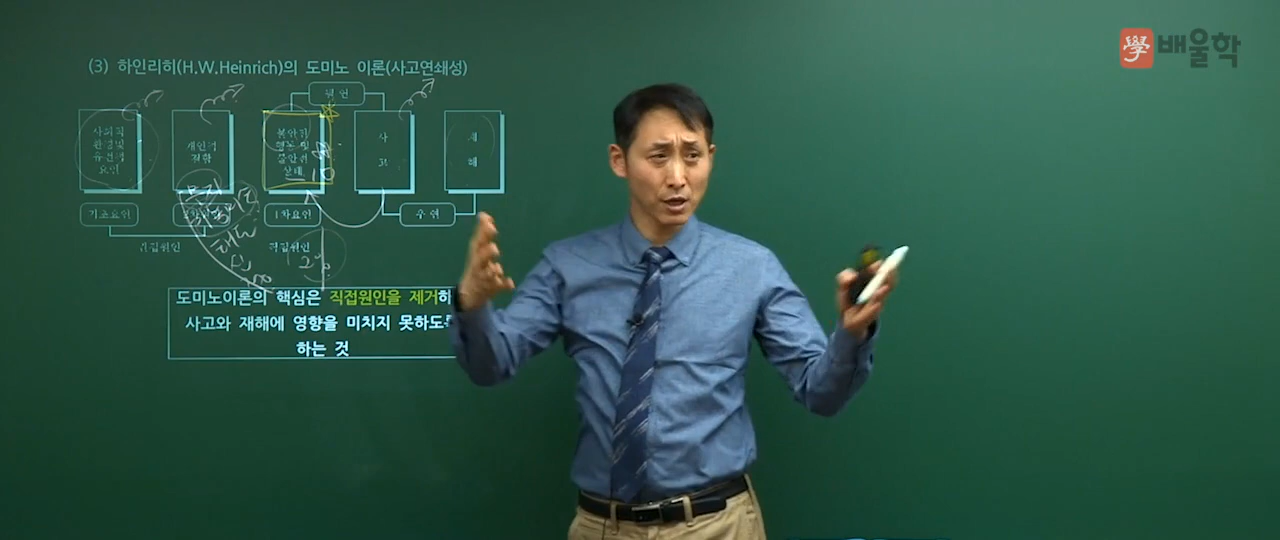 學 배울학
(3) 하인리히(H.W.Heinrich)의 도미노 이론(사고연쇄성)
사회적
환경및
유전적
요인
개인적
결함
불안전
행동 및
불안전
상태
사
고
재
해
기초요인
1차요인
우 연
간접원인
직접원인
도미노이론의 핵심은 직접원인을 제거하
사고와 재해에 영향을 미치지 못하도
하는 것